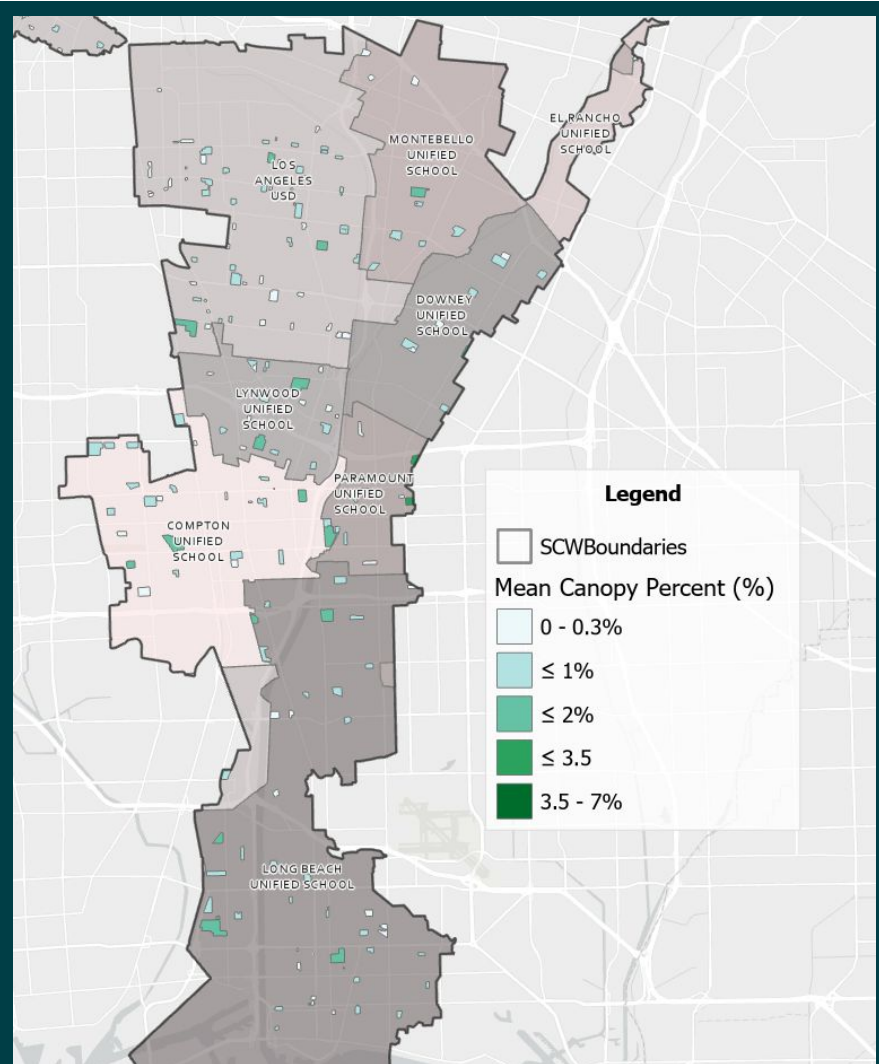 EL RANCHO
UNIFIED
SCHOOL
MONTEBELLO
UNIFIED
SCHOOL
LOS
ANGELES
USD
DOWNEY
UNIFIED
SCHOOL
LYNWOOD
UNIFIED
SCHOOL
PARAMOUNT
UNIFIED
SCHOOL
COMPTON
UNIFIED
SCHOOL
LONG BEACH
UNIFIED SCHOOL
Legend
SCWBoundaries
Mean Canopy Percent (%)
0 - 0.3%
≤ 1%
≤ 2%
≤ 3.5
3.5 - 7%